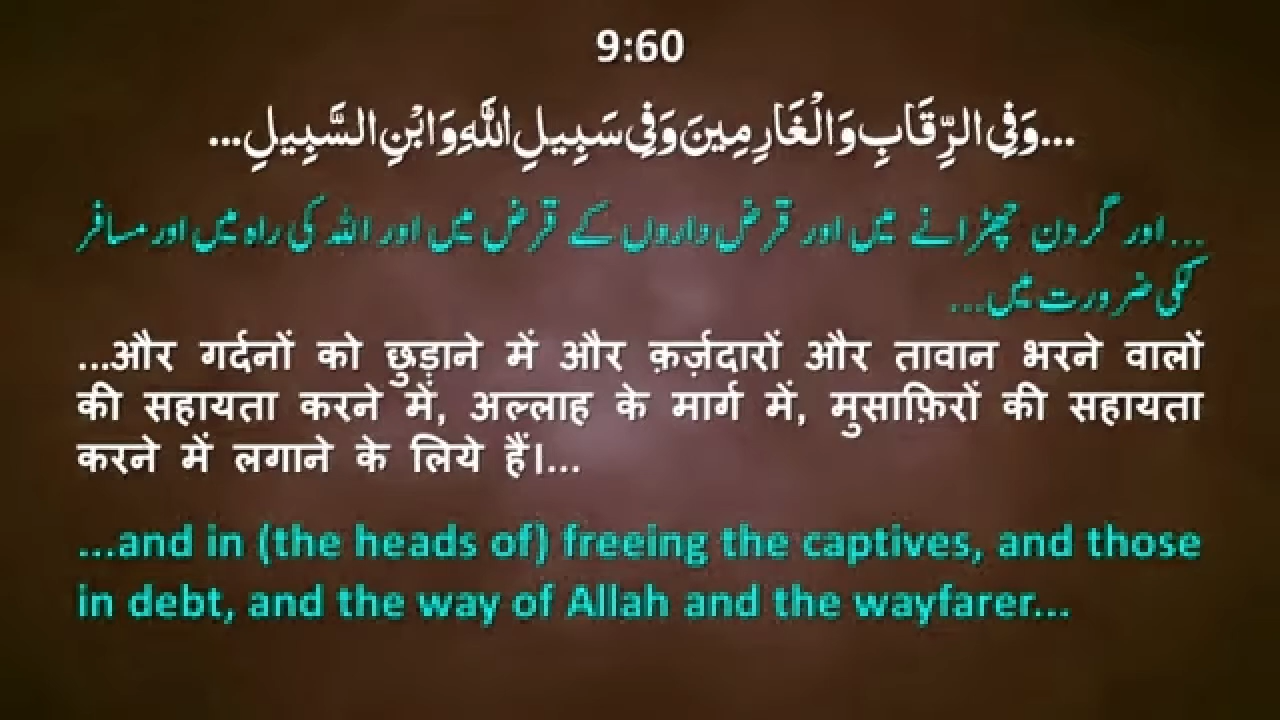 9:60
...وَفِى الرِّقَابِ وَالْغَارِمِينَ وَفِى سَبِيلِ اللَّهِ وَابْنِ السَّبِيلِ...
...اور گردن چھڑانے میں اور قرض داروں کے قرض میں اور اللہ کی راہ میں اور مسافر
کی ضرورت میں...
...और गर्दनों को छुड़ाने में और क़र्ज़दारों और तावान भरने वालों
की सहायता करने में, अल्लाह के मार्ग में, मुसाफ़िरों की सहायता
करने में लगाने के लिये हैं।...
...and in (the heads of) freeing the captives, and those
in debt, and the way of Allah and the wayfarer...